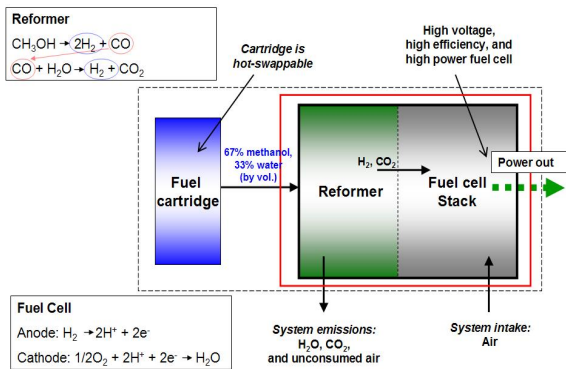 Reformer
CH₃OH → 2H₂ + CO
CO + H₂O → H₂ + CO₂
Cartridge is
hot-swappable
High voltage,
high efficiency, and
high power fuel cell
67% methanol,
33% water
(by vol.)
Fuel
cartridge
Reformer
H₂, CO₂
Fuel cell
Stack
Power out
Fuel Cell
Anode: H₂ → 2H⁺ + 2e⁻
Cathode: 1/2O₂ + 2H⁺ + 2e⁻ → H₂O
System emissions:
H₂O, CO₂,
and unconsumed air
System intake:
Air